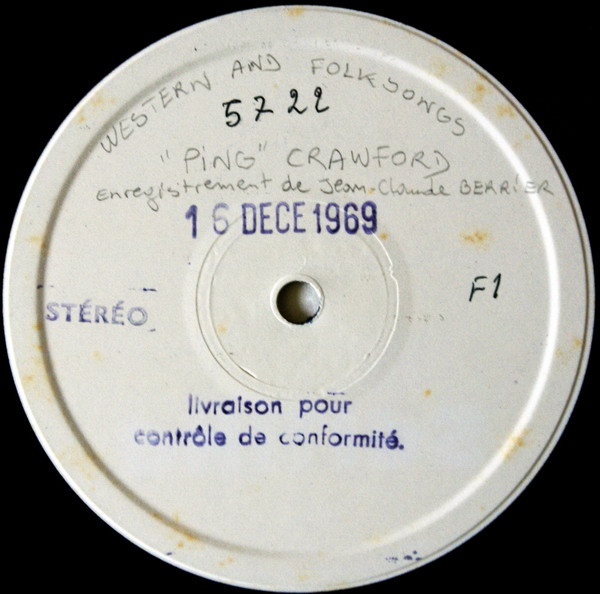 WESTERN AND FOLKSONGS
5722
"PiNG" CRAWFORD
Enregistrement de Jean-Claude BERRIER
16 DECE 1969
STÉRÉO
F1
livraison pour
contrôle de conformité.